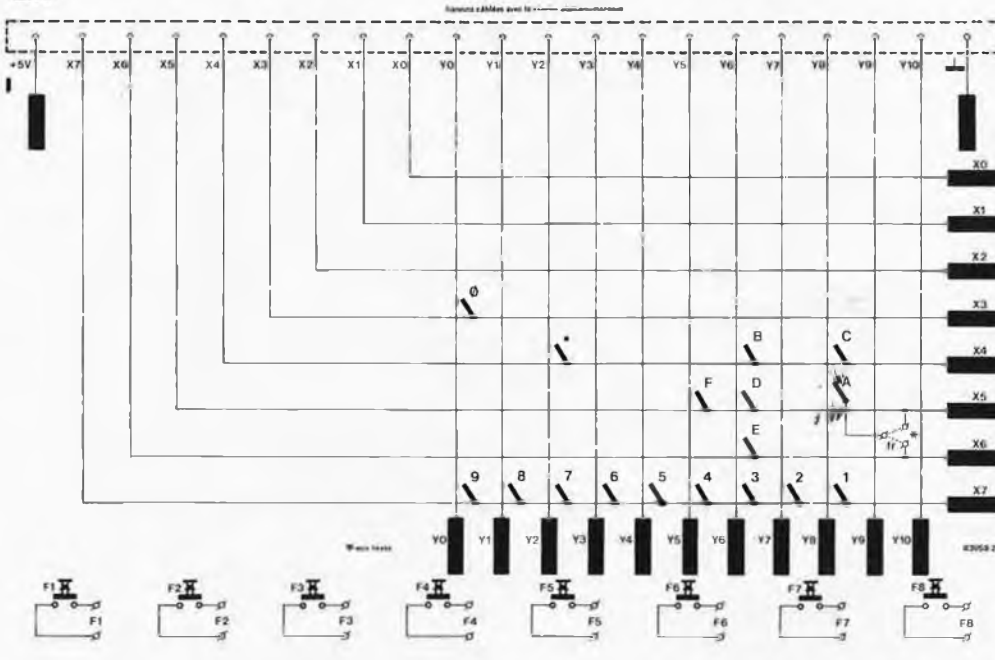 +5V X7 X6 X5 X4 X3 X2 X1 X0 Y0 Y1 Y2 Y3 Y4 Y5 Y6 Y7 Y8 Y9 Y10
X0
X1
X2
Ø X3
* B C X4
F D A X5
E fr * X6
9 8 7 6 5 4 3 2 1 X7
Y0 Y1 Y2 Y3 Y4 Y5 Y6 Y7 Y8 Y9 Y10
F1 F2 F3 F4 F5 F6 F7 F8
F1 F2 F3 F4 F5 F6 F7 F8